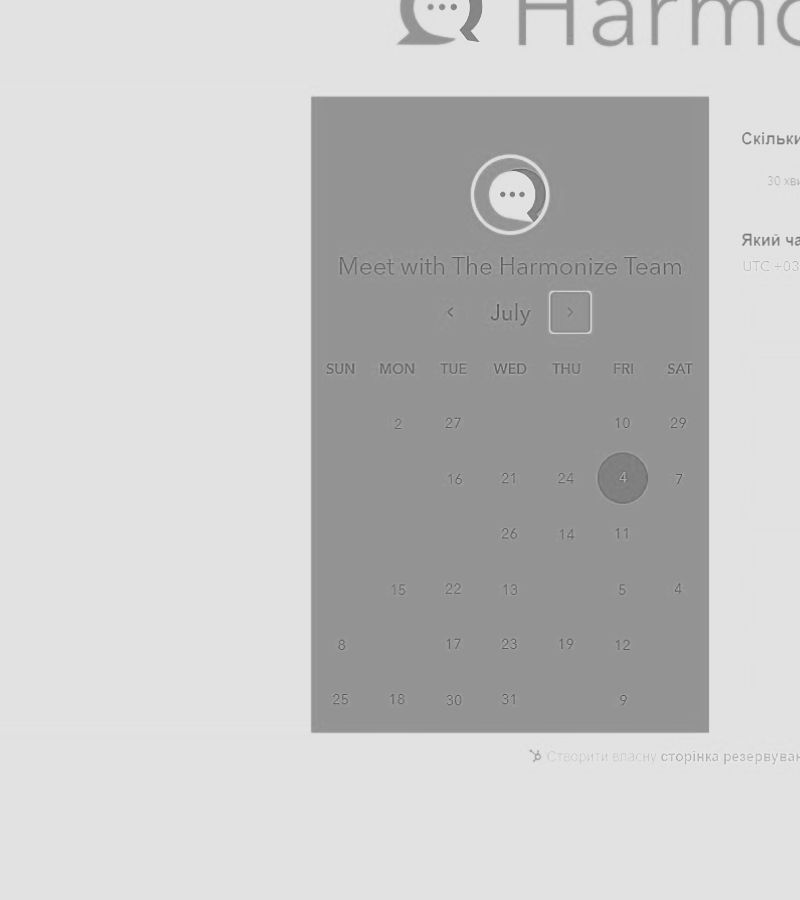 Harmo
Скільки
30 хви
Meet with The Harmonize Team
Який ча
UTC +03
‹ July ›
SUN MON TUE WED THU FRI SAT
2 27 10 29
16 21 24 4 7
26 14 11
15 22 13 5 4
8 17 23 19 12
25 18 30 31 9
Створити власну сторінка резервуван